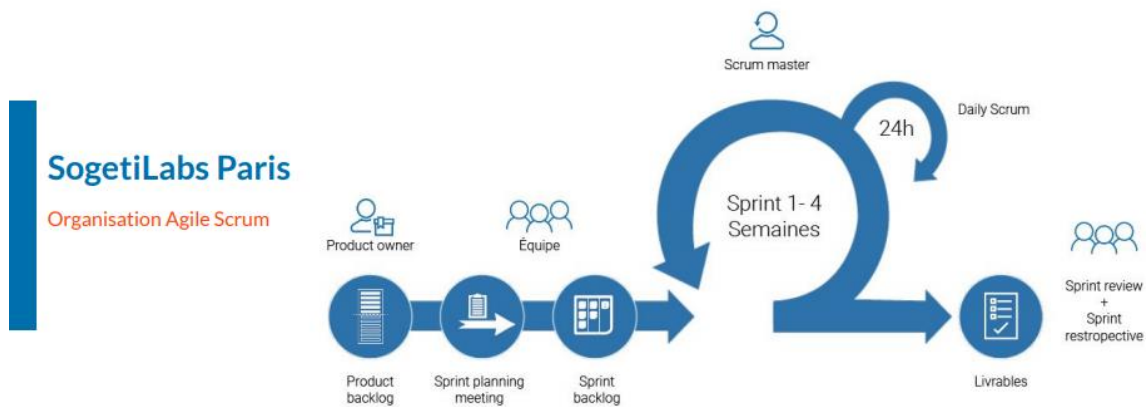 SogetiLabs Paris
Organisation Agile Scrum
Scrum master
Daily Scrum
24h
Sprint 1- 4
Semaines
Product owner
Équipe
Product
backlog
Sprint planning
meeting
Sprint
backlog
Livrables
Sprint review
+
Sprint
restropective